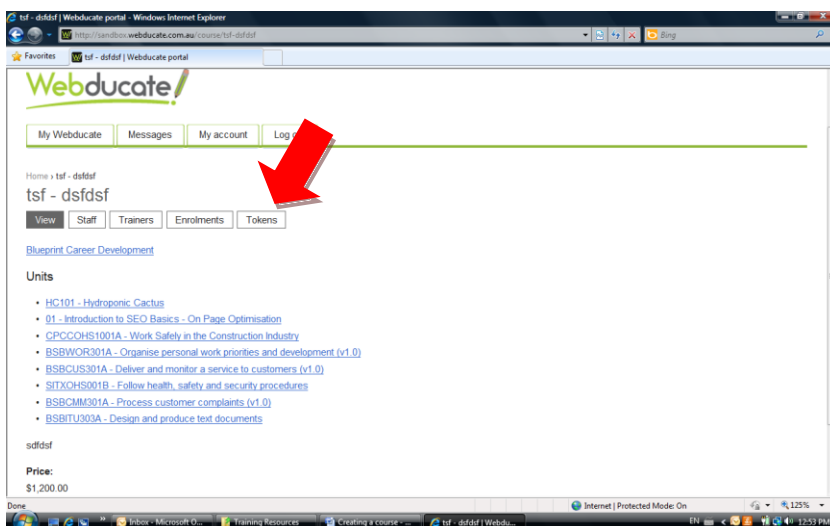 tsf - dsfdsf | Webducate portal - Windows Internet Explorer
http://sandbox.webducate.com.au/course/tsf-dsfdsf
Bing
Favorites
tsf - dsfdsf | Webducate portal
Webducate!
My Webducate
Messages
My account
Log
Home › tsf - dsfdsf
tsf - dsfdsf
View
Staff
Trainers
Enrolments
Tokens
Blueprint Career Development
Units
• HC101 - Hydroponic Cactus
• 01 - Introduction to SEO Basics - On Page Optimisation
• CPCCOHS1001A - Work Safely in the Construction Industry
• BSBWOR301A - Organise personal work priorities and development (v1.0)
• BSBCUS301A - Deliver and monitor a service to customers (v1.0)
• SITXOHS001B - Follow health, safety and security procedures
• BSBCMM301A - Process customer complaints (v1.0)
• BSBITU303A - Design and produce text documents
sdfdsf
Price:
$1,200.00
Done
Internet | Protected Mode: On
125%
Inbox - Microsoft O...
Training Resources
Creating a course - ...
tsf - dsfdsf | Webdu...
EN
12:53 PM